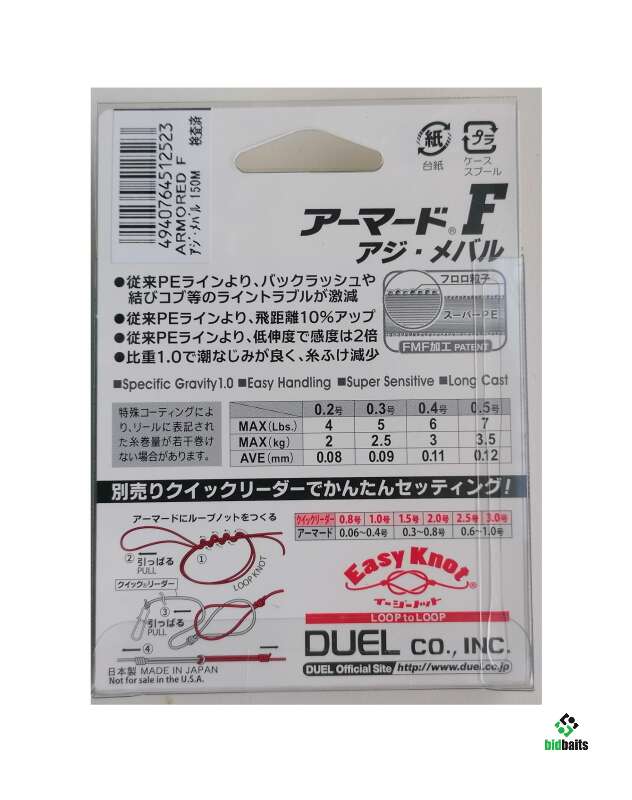 4940764512523
ARMORED F
アジ・メバル 150M
検査済
紙
台紙
プラ
ケース
スプール
アーマード® F
アジ・メバル
●従来PEラインより、バックラッシュや
結びコブ等のライントラブルが激減
●従来PEラインより、飛距離10%アップ
●従来PEラインより、低伸度で感度は2倍
●比重1.0で潮なじみが良く、糸ふけ減少
フロロ粒子
スーパーPE
FMF加工 PATENT
■Specific Gravity1.0 ■Easy Handling ■Super Sensitive ■Long Cast
特殊コーティングによ
り、リールに表記され
た糸巻量が若干巻け
ない場合があります。
0.2号 0.3号 0.4号 0.5号
MAX(Lbs.) 4 5 6 7
MAX(kg) 2 2.5 3 3.5
AVE(mm) 0.08 0.09 0.11 0.12
別売りクイックリーダーでかんたんセッティング!
アーマードにループノットをつくる
クイックリーダー 0.8号 1.0号 1.5号 2.0号 2.5号 3.0号
アーマード 0.06~0.4号 0.3~0.8号 0.6~1.0号
① LOOP KNOT
② 引っぱる
PULL
クイックリーダー
③
引っぱる
PULL
④
Easy Knot®
イージーノット
LOOP to LOOP
DUEL CO., INC.
DUEL Official Site http://www.duel.co.jp
日本製 MADE IN JAPAN
Not for sale in the U.S.A.
bidbaits